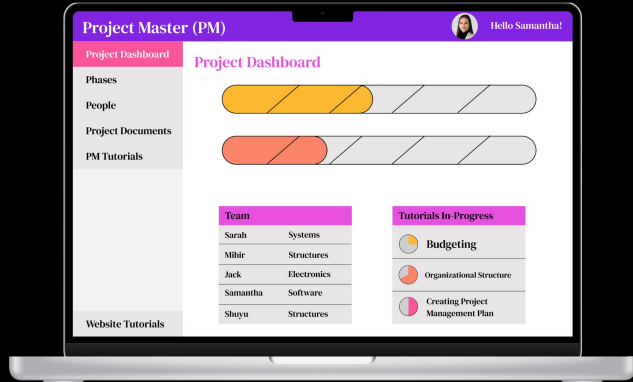 Project Master (PM)
Hello Samantha!
Project Dashboard
Phases
People
Project Documents
PM Tutorials
Website Tutorials
Project Dashboard
Team
Sarah Systems
Mihir Structures
Jack Electronics
Samantha Software
Shuyu Structures
Tutorials In-Progress
Budgeting
Organizational Structure
Creating Project
Management Plan